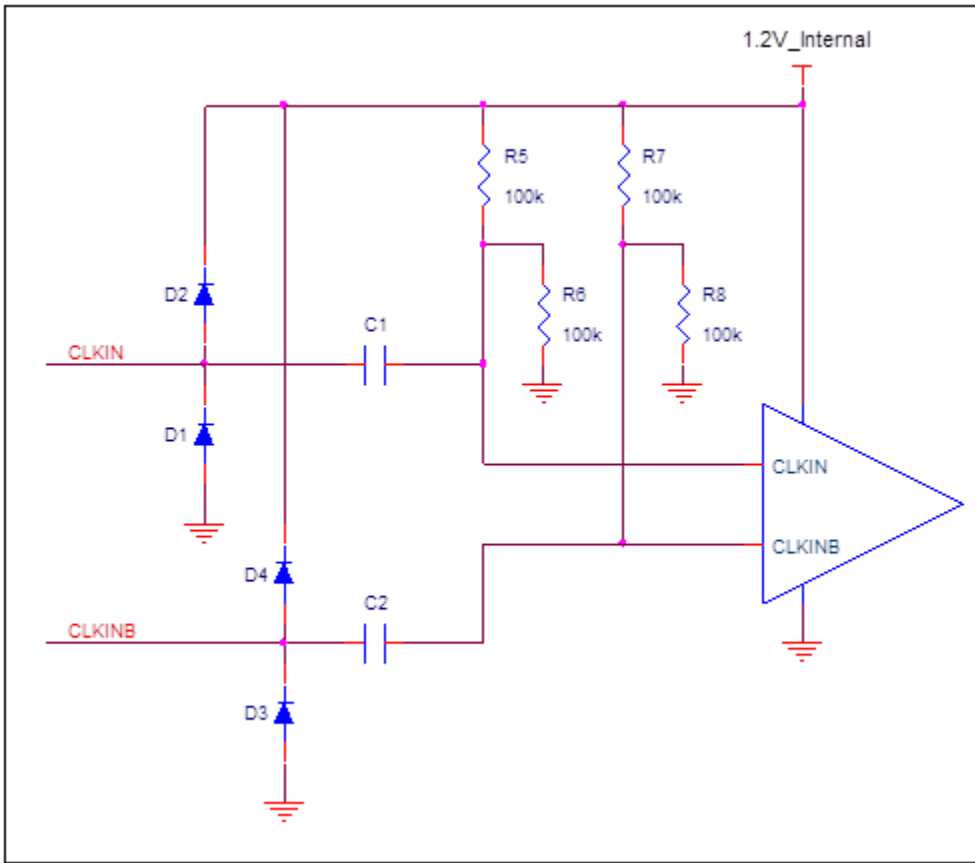 1.2V_Internal
R5
100k
R7
100k
D2
R6
100k
R8
100k
C1
CLKIN
D1
CLKIN
CLKINB
D4
C2
CLKINB
D3